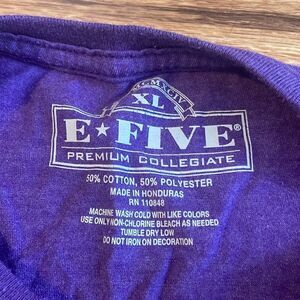 MCMXCIV
XL
E★FIVE®
PREMIUM COLLEGIATE
50% COTTON, 50% POLYESTER
MADE IN HONDURAS
RN 110848
MACHINE WASH COLD WITH LIKE COLORS
USE ONLY NON-CHLORINE BLEACH AS NEEDED
TUMBLE DRY LOW
DO NOT IRON ON DECORATION